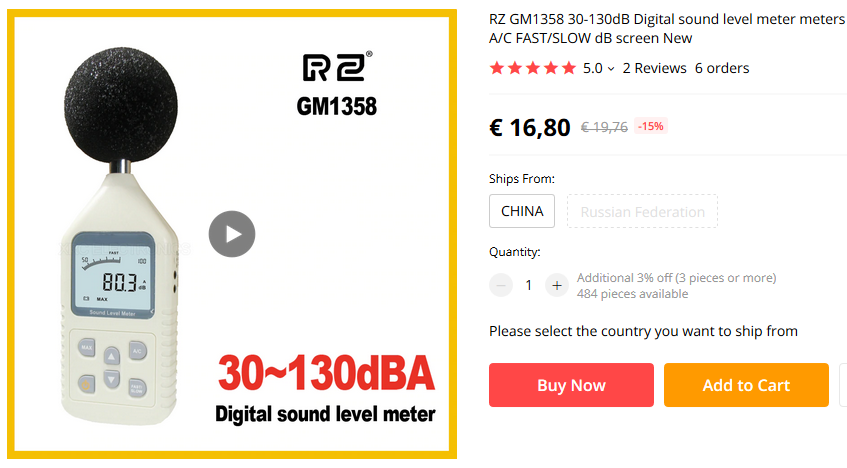 RZ®
GM1358
50 FAST 100
80.3 A
dB
C3 MAX
Sound Level Meter
MAX
A/C
FAST/
SLOW
30~130dBA
Digital sound level meter
RZ GM1358 30-130dB Digital sound level meter meters
A/C FAST/SLOW dB screen New
5.0 2 Reviews 6 orders
€ 16,80 € 19,76 -15%
Ships From:
CHINA Russian Federation
Quantity:
1
Additional 3% off (3 pieces or more)
484 pieces available
Please select the country you want to ship from
Buy Now Add to Cart